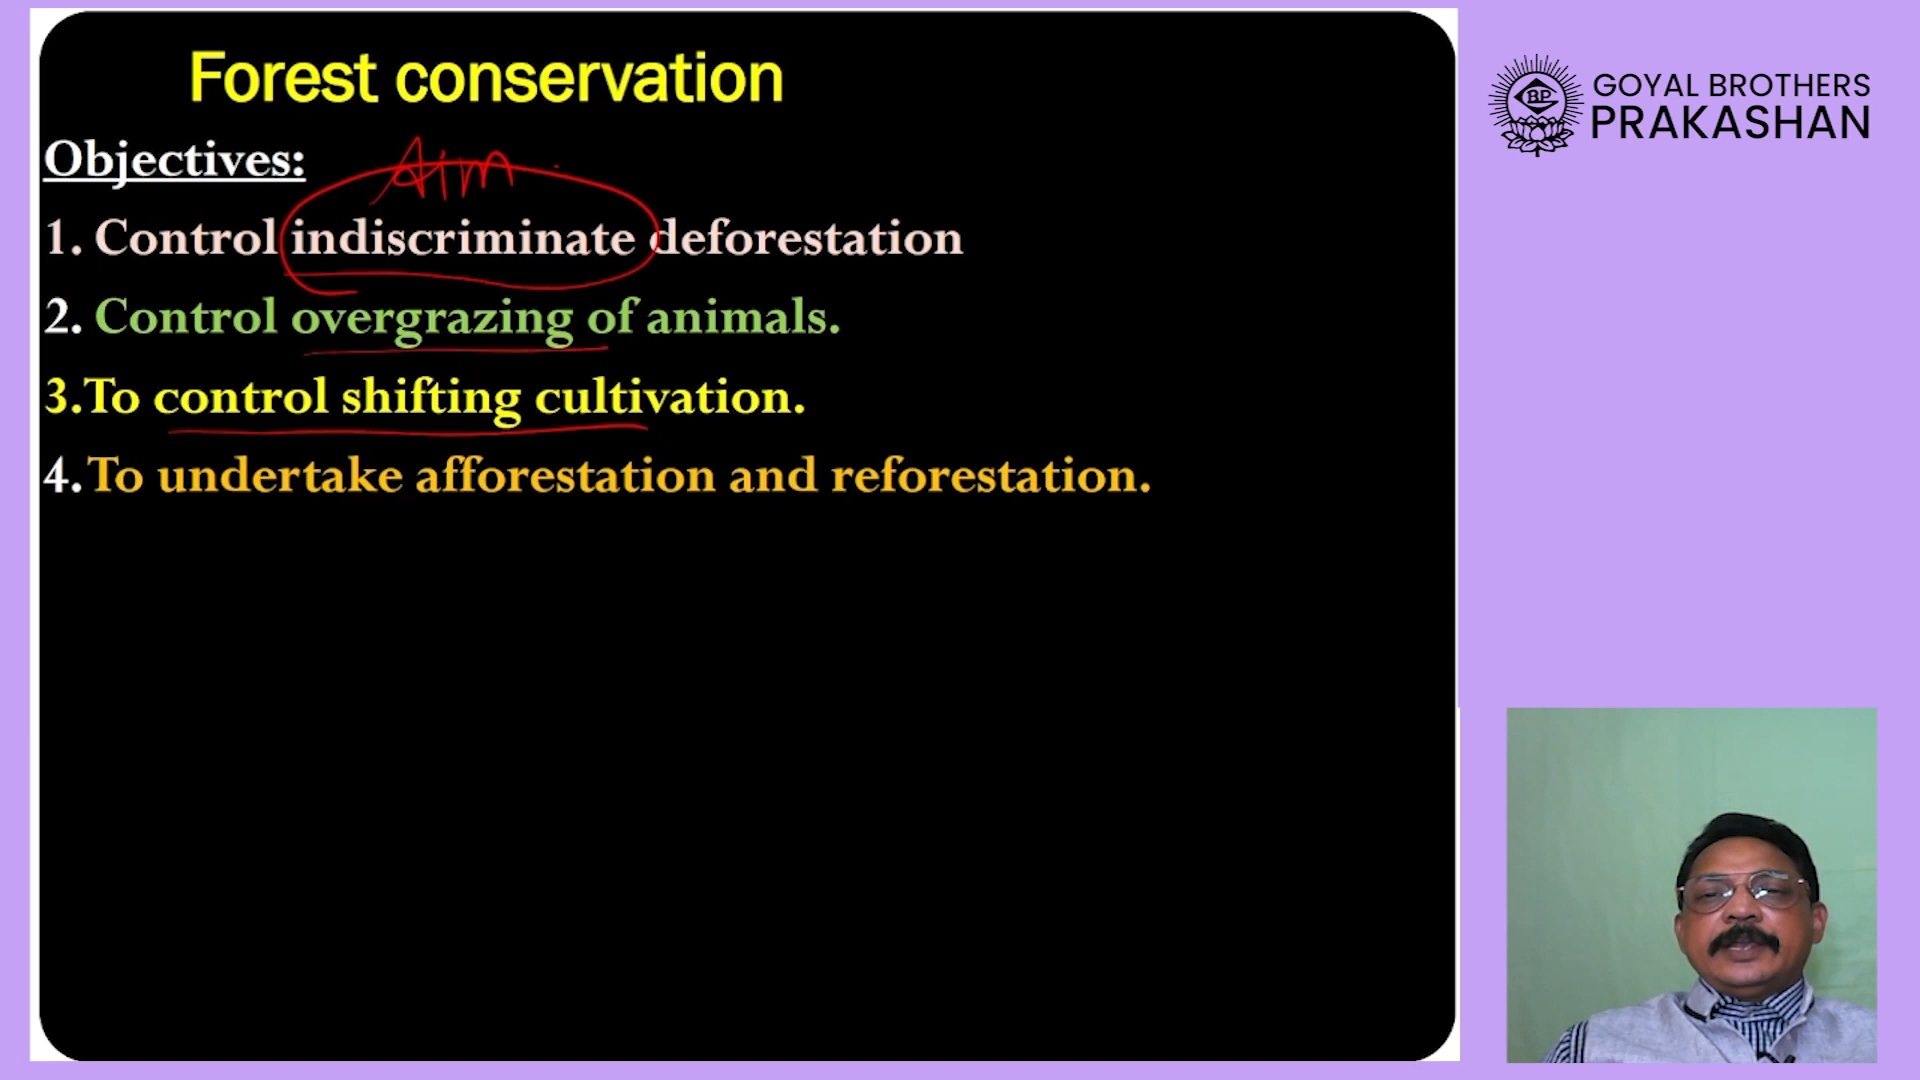 Forest conservation
Objectives:
Aim
1. Control indiscriminate deforestation
2. Control overgrazing of animals.
3.To control shifting cultivation.
4.To undertake afforestation and reforestation.
GOYAL BROTHERS
PRAKASHAN
GBP